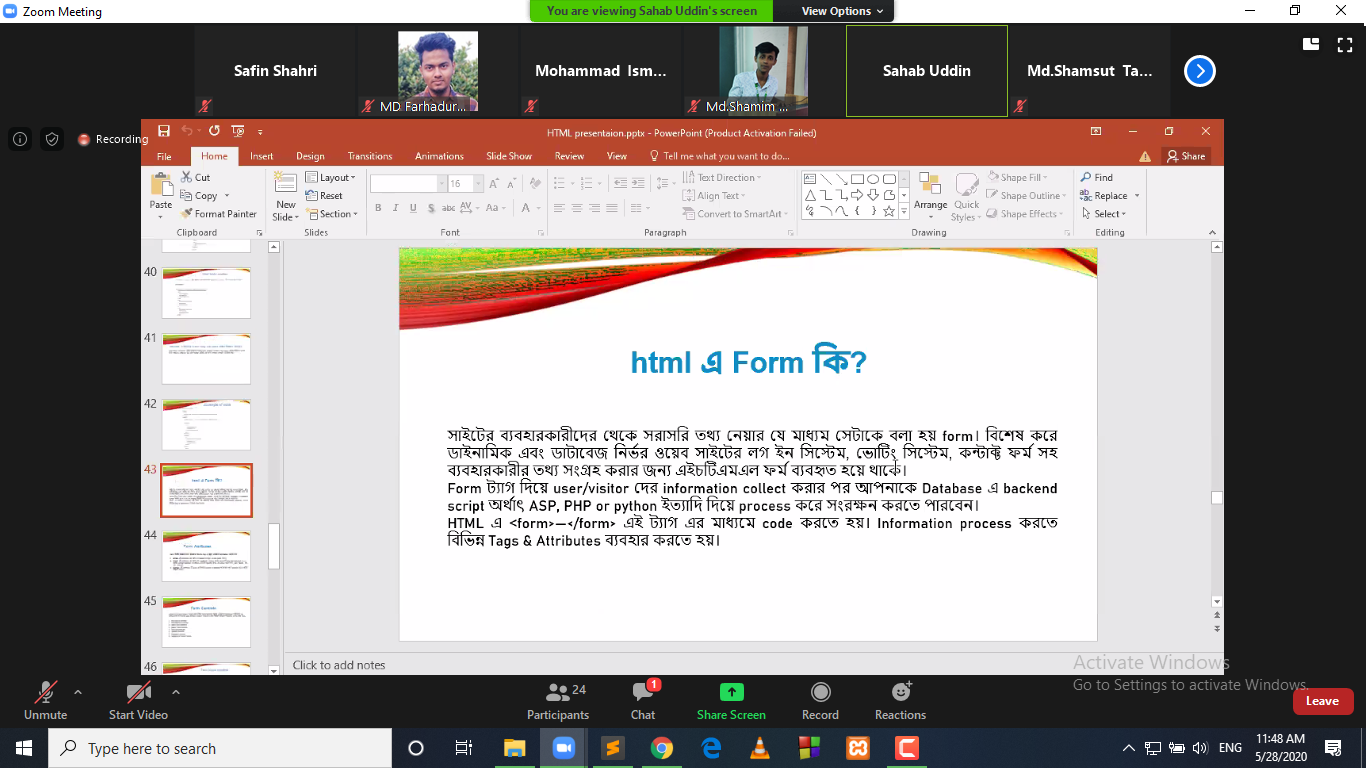 Zoom Meeting
You are viewing Sahab Uddin's screen
View Options
Safin Shahri
MD Farhadur...
Mohammad Ism...
Md.Shamim ...
Sahab Uddin
Md.Shamsut Ta...
Recording
HTML presentaion.pptx - PowerPoint (Product Activation Failed)
File Home Insert Design Transitions Animations Slide Show Review View Tell me what you want to do... Share
Paste
Cut
Copy
Format Painter
New Slide
Layout
Reset
Section
16
B I U S abc AV Aa A
Text Direction
Align Text
Convert to SmartArt
Arrange
Quick Styles
Shape Fill
Shape Outline
Shape Effects
Find
Replace
Select
Clipboard Slides Font Paragraph Drawing Editing
40
41
42
43
44
45
46
html এ Form কি?
সাইটের ব্যবহারকারীদের থেকে সরাসরি তথ্য নেয়ার যে মাধ্যম সেটাকে বলা হয় form। বিশেষ করে
ডাইনামিক এবং ডাটাবেজ নির্ভর ওয়েব সাইটের লগ ইন সিস্টেম, ভোটিং সিস্টেম, কন্টাক্ট ফর্ম সহ
ব্যবহারকারীর তথ্য সংগ্রহ করার জন্য এইচটিএমএল ফর্ম ব্যবহৃত হয়ে থাকে।
Form ট্যাগ দিয়ে user/visitor দের information collect করার পর আপনাকে Database এ backend
script অর্থাৎ ASP, PHP or python ইত্যাদি দিয়ে process করে সংরক্ষন করতে পারবেন।
HTML এ <form>—</form> এই ট্যাগ এর মাধ্যমে code করতে হয়। Information process করতে
বিভিন্ন Tags & Attributes ব্যবহার করতে হয়।
Click to add notes
Activate Windows
Go to Settings to activate Windows.
Unmute
Start Video
Participants 24
Chat 1
Share Screen
Record
Reactions
Leave
Type here to search
ENG
11:48 AM
5/28/2020